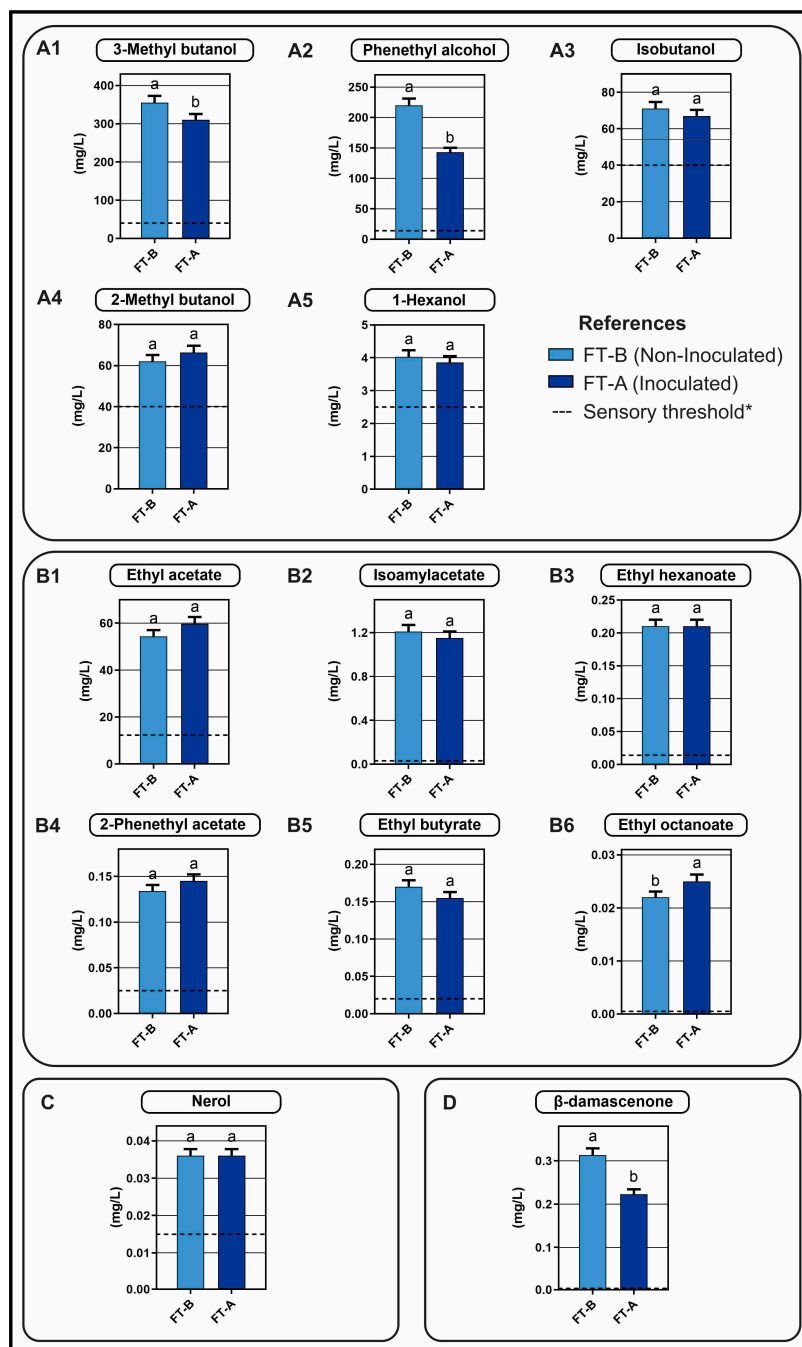 A1
3-Methyl butanol
(mg/L)
400
300
200
100
0
a
b
FT-B
FT-A
A2
Phenethyl alcohol
(mg/L)
250
200
150
100
50
0
a
b
FT-B
FT-A
A3
Isobutanol
(mg/L)
80
60
40
20
0
a
a
FT-B
FT-A
A4
2-Methyl butanol
(mg/L)
80
60
40
20
0
a
a
FT-B
FT-A
A5
1-Hexanol
(mg/L)
5
4
3
2
1
0
a
a
FT-B
FT-A
References
FT-B (Non-Inoculated)
FT-A (Inoculated)
--- Sensory threshold*
B1
Ethyl acetate
(mg/L)
60
40
20
0
a
a
FT-B
FT-A
B2
Isoamylacetate
(mg/L)
1.2
0.8
0.4
0.0
a
a
FT-B
FT-A
B3
Ethyl hexanoate
(mg/L)
0.25
0.20
0.15
0.10
0.05
0.00
a
a
FT-B
FT-A
B4
2-Phenethyl acetate
(mg/L)
0.15
0.10
0.05
0.00
a
a
FT-B
FT-A
B5
Ethyl butyrate
(mg/L)
0.20
0.15
0.10
0.05
0.00
a
a
FT-B
FT-A
B6
Ethyl octanoate
(mg/L)
0.03
0.02
0.01
0.00
b
a
FT-B
FT-A
C
Nerol
(mg/L)
0.04
0.03
0.02
0.01
0.00
a
a
FT-B
FT-A
D
β-damascenone
(mg/L)
0.3
0.2
0.1
0.0
a
b
FT-B
FT-A